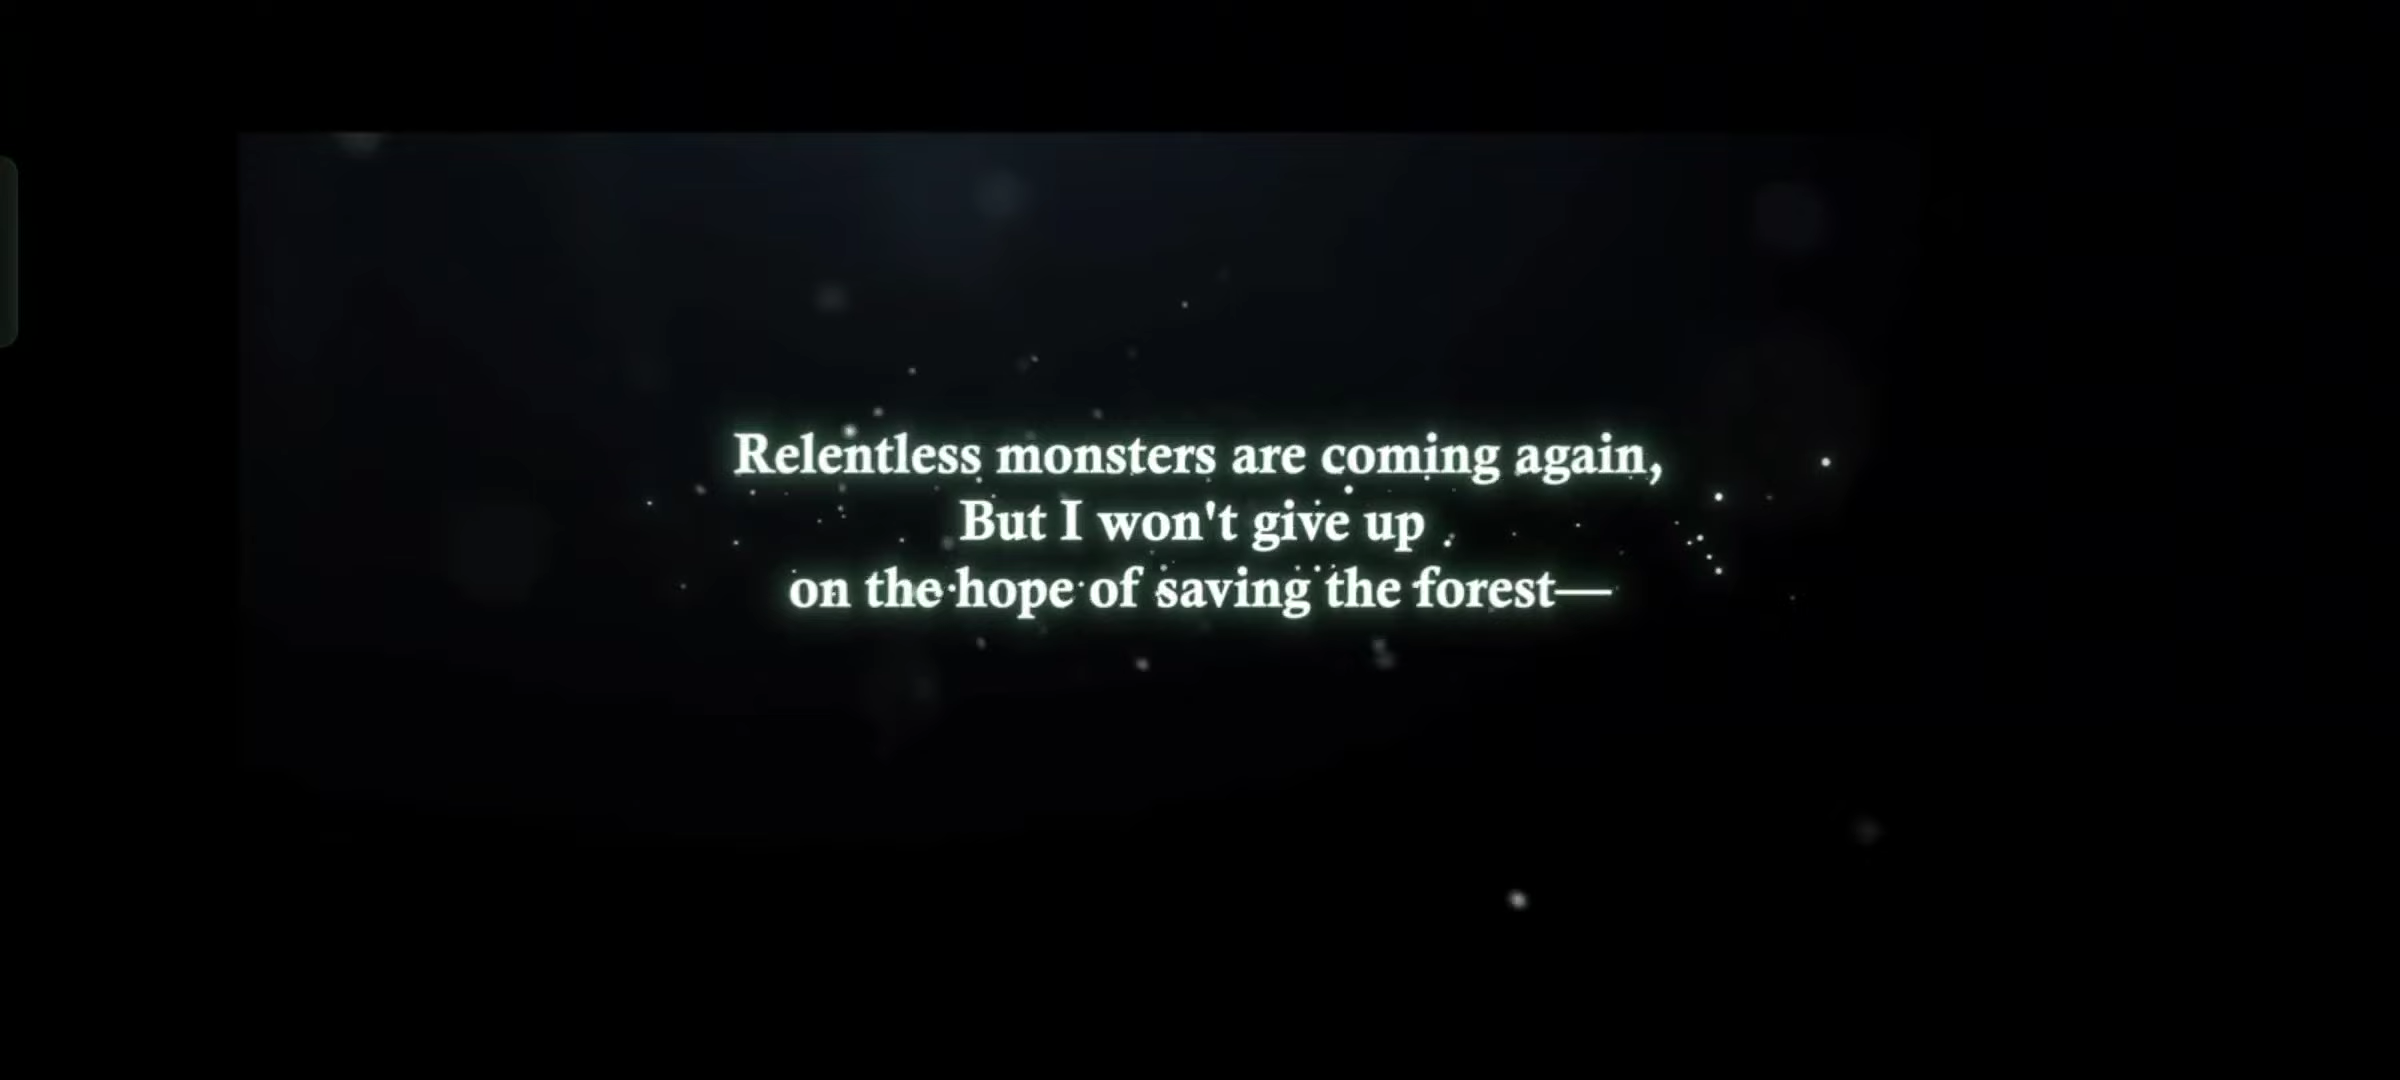 Relentless monsters are coming again,
But I won't give up
on the hope of saving the forest—